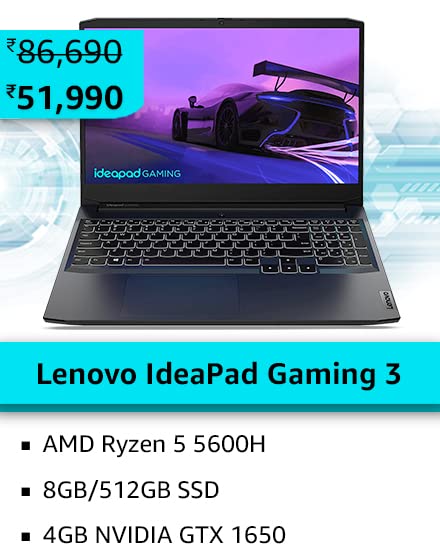 ₹86,690
₹51,990
ideapad GAMING
Lenovo
Lenovo IdeaPad Gaming 3
▪ AMD Ryzen 5 5600H
▪ 8GB/512GB SSD
▪ 4GB NVIDIA GTX 1650